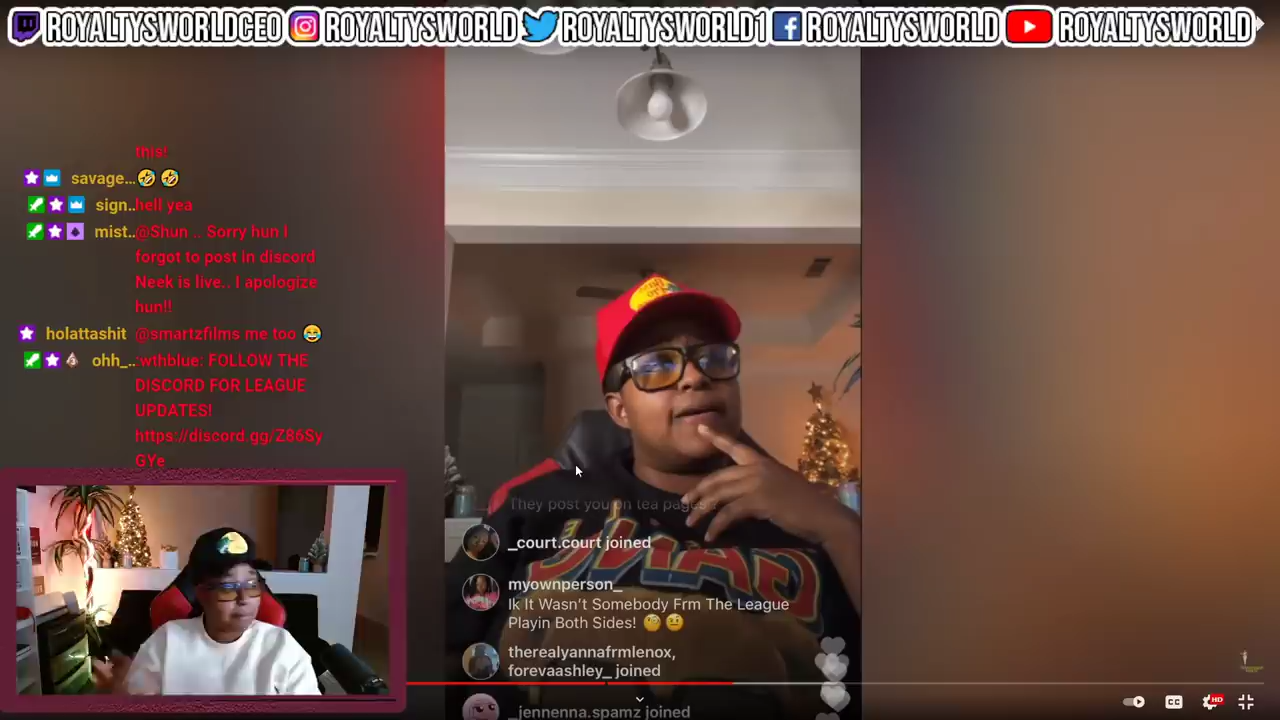 ROYALTYSWORLDCEO ROYALTYSWORLD ROYALTYSWORLD1 ROYALTYSWORLD ROYALTYSWORLD
this!
savage... 🤣 🤣
sign.. hell yea
mist.. @Shun .. Sorry hun I
forgot to post in discord
Neek is live.. I apologize
hun!!
holattashit @smartzfilms me too 😂
ohh_.. :wthblue: FOLLOW THE
DISCORD FOR LEAGUE
UPDATES!
https://discord.gg/Z86Sy
GYe
They post you on tea pages
_court.court joined
myownperson_
Ik It Wasn't Somebody Frm The League
Playin Both Sides! 🧐 🤨
therealyannafrmlenox,
forevaashley_ joined
_jennenna.spamz joined
CC
HD